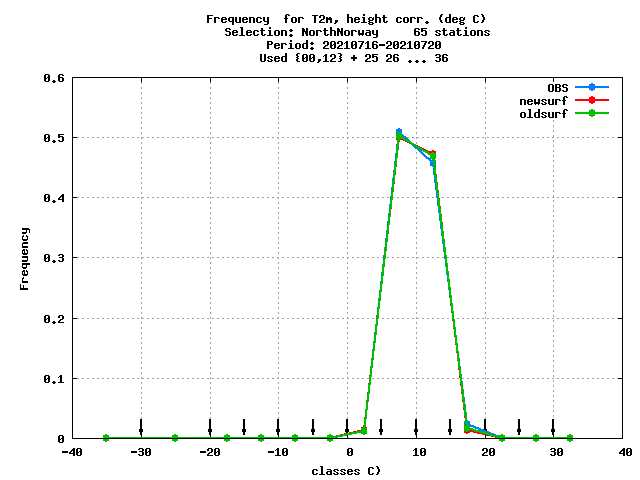 Frequency  for T2m, height corr. (deg C)
Selection: NorthNorway     65 stations
Period: 20210716-20210720
Used {00,12} + 25 26 ... 36
0.6
0.5
0.4
0.3
0.2
0.1
0
Frequency
OBS
newsurf
oldsurf
-40 -30 -20 -10 0 10 20 30 40
classes C)